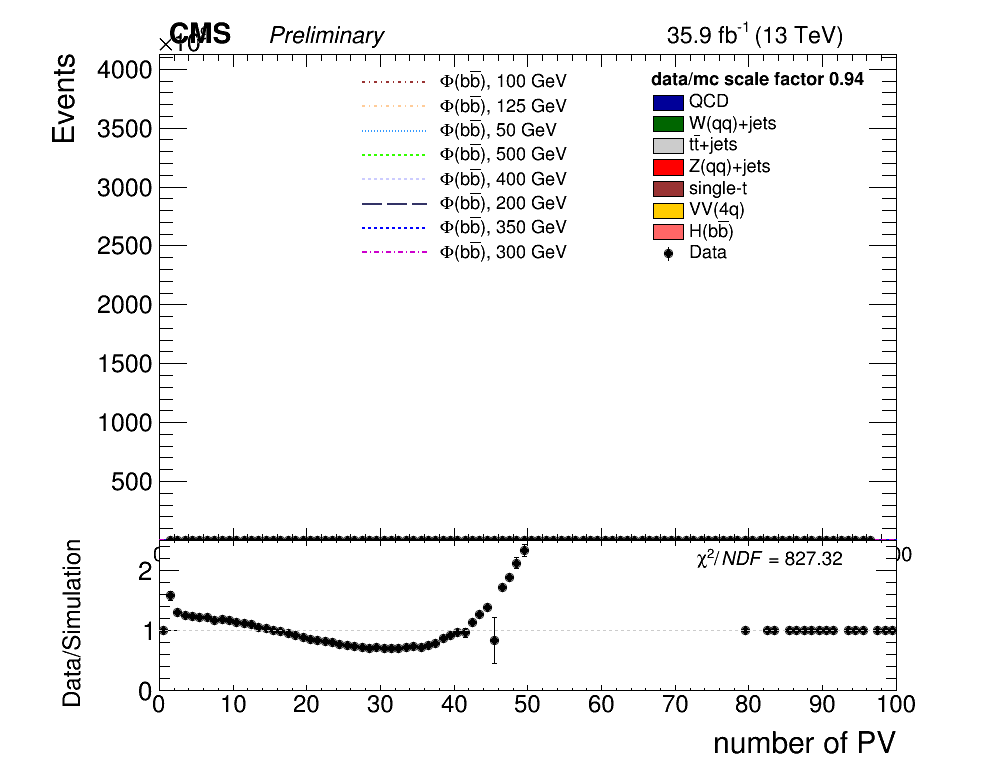 CMS Preliminary 35.9 fb⁻¹ (13 TeV)
Events
4000
3500
3000
2500
2000
1500
1000
500
Φ(bb̅), 100 GeV
Φ(bb̅), 125 GeV
Φ(bb̅), 50 GeV
Φ(bb̅), 500 GeV
Φ(bb̅), 400 GeV
Φ(bb̅), 200 GeV
Φ(bb̅), 350 GeV
Φ(bb̅), 300 GeV
data/mc scale factor 0.94
QCD
W(qq)+jets
tt̅+jets
Z(qq)+jets
single-t
VV(4q)
H(bb̅)
Data
Data/Simulation
χ²/NDF = 827.32
2
1
0
0 10 20 30 40 50 60 70 80 90 100
number of PV